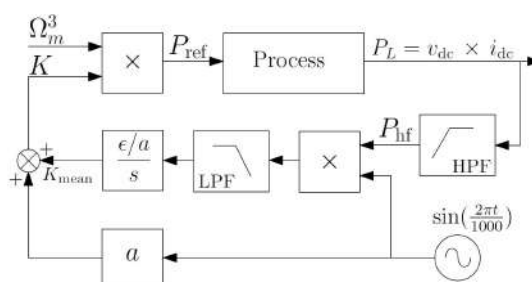 Ω_m^3
K
×
P_ref
Process
P_L = v_dc × i_dc
P_hf
HPF
×
LPF
ϵ/a
s
+
K_mean
+
a
sin(2πt/1000)